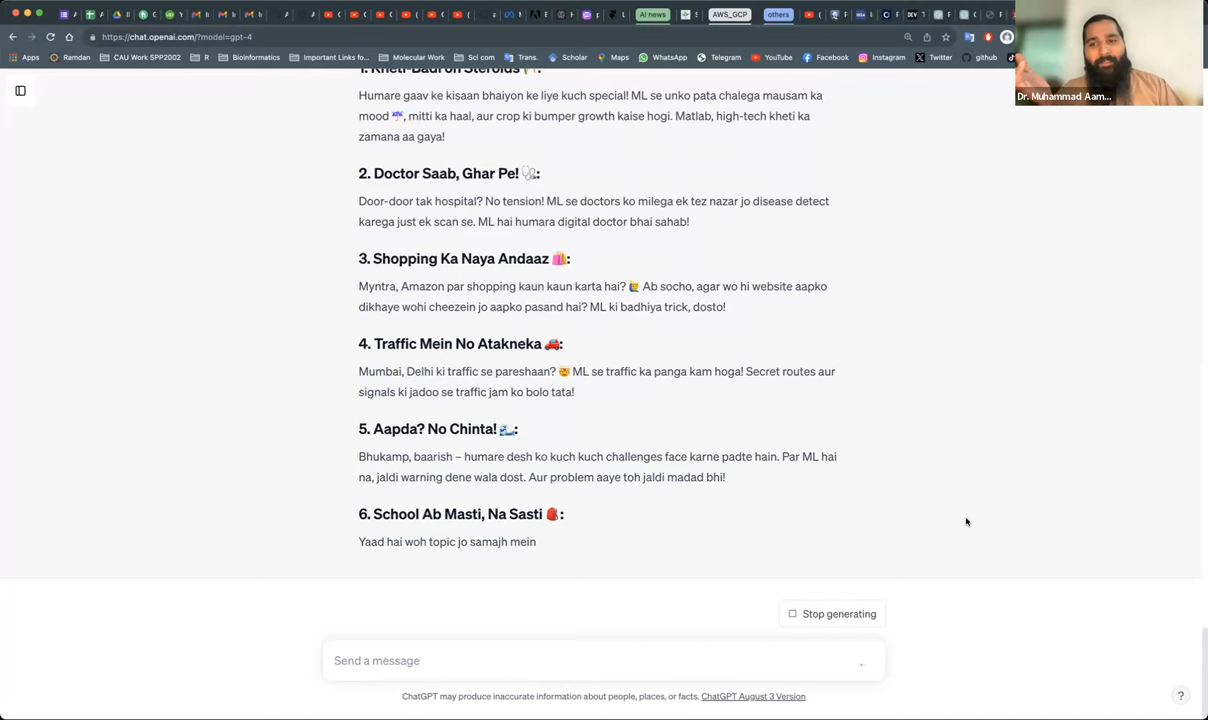 AI news
AWS_GCP
others
https://chat.openai.com/?model=gpt-4
Apps Ramdan CAU Work SPP2002 R Bioinformatics Important Links fo... Machine Learning Sci com Trans. Scholar Maps WhatsApp Telegram YouTube Facebook Instagram Twitter github
Dr. Muhammad Aam...
1. Kheti-Badi on Steroids :
Humare gaav ke kisaan bhaiyon ke liye kuch special! ML se unko pata chalega mausam ka
mood ☔, mitti ka haal, aur crop ki bumper growth kaise hogi. Matlab, high-tech kheti ka
zamana aa gaya!
2. Doctor Saab, Ghar Pe! 🩺:
Door-door tak hospital? No tension! ML se doctors ko milega ek tez nazar jo disease detect
karega just ek scan se. ML hai humara digital doctor bhai sahab!
3. Shopping Ka Naya Andaaz 🛍️:
Myntra, Amazon par shopping kaun kaun karta hai? 🙋 Ab socho, agar wo hi website aapko
dikhaye wohi cheezein jo aapko pasand hai? ML ki badhiya trick, dosto!
4. Traffic Mein No Atakneka 🚗:
Mumbai, Delhi ki traffic se pareshaan? 🤯 ML se traffic ka panga kam hoga! Secret routes aur
signals ki jadoo se traffic jam ko bolo tata!
5. Aapda? No Chinta! 🌊:
Bhukamp, baarish – humare desh ko kuch kuch challenges face karne padte hain. Par ML hai
na, jaldi warning dene wala dost. Aur problem aaye toh jaldi madad bhi!
6. School Ab Masti, Na Sasti 🎒:
Yaad hai woh topic jo samajh mein
Stop generating
Send a message
ChatGPT may produce inaccurate information about people, places, or facts. ChatGPT August 3 Version
?